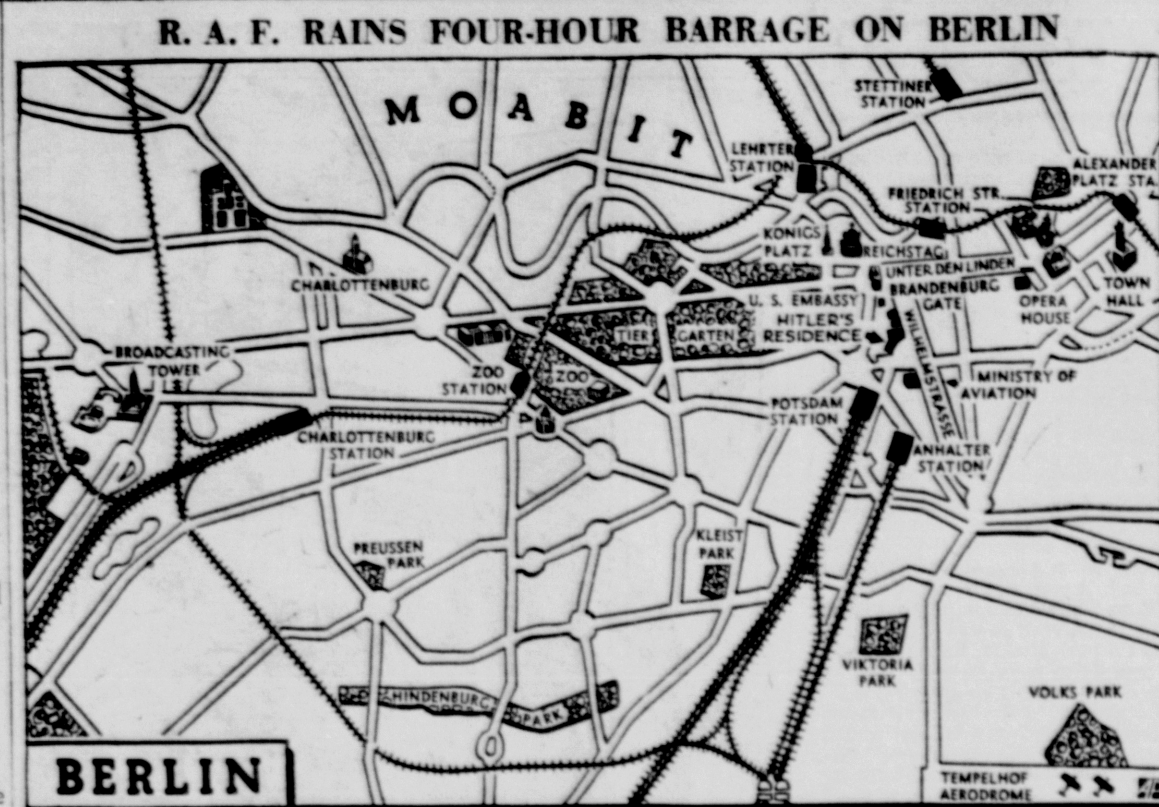 R. A. F. RAINS FOUR-HOUR BARRAGE ON BERLIN
MOABIT
STETTINER
STATION
LEHRTER
STATION
ALEXANDER
PLATZ STA.
FRIEDRICH STR.
STATION
KONIGS
PLATZ
REICHSTAG
CHARLOTTENBURG
UNTER DEN LINDEN
BRANDENBURG
GATE
U. S. EMBASSY
OPERA
HOUSE
TOWN
HALL
HITLER'S
RESIDENCE
TIER GARTEN
WILHELMSTRASSE
BROADCASTING
TOWER
ZOO
STATION
ZOO
MINISTRY OF
AVIATION
POTSDAM
STATION
CHARLOTTENBURG
STATION
ANHALTER
STATION
PREUSSEN
PARK
KLEIST
PARK
VIKTORIA
PARK
HINDENBURG PARK
VOLKS PARK
BERLIN
TEMPELHOF
AERODROME